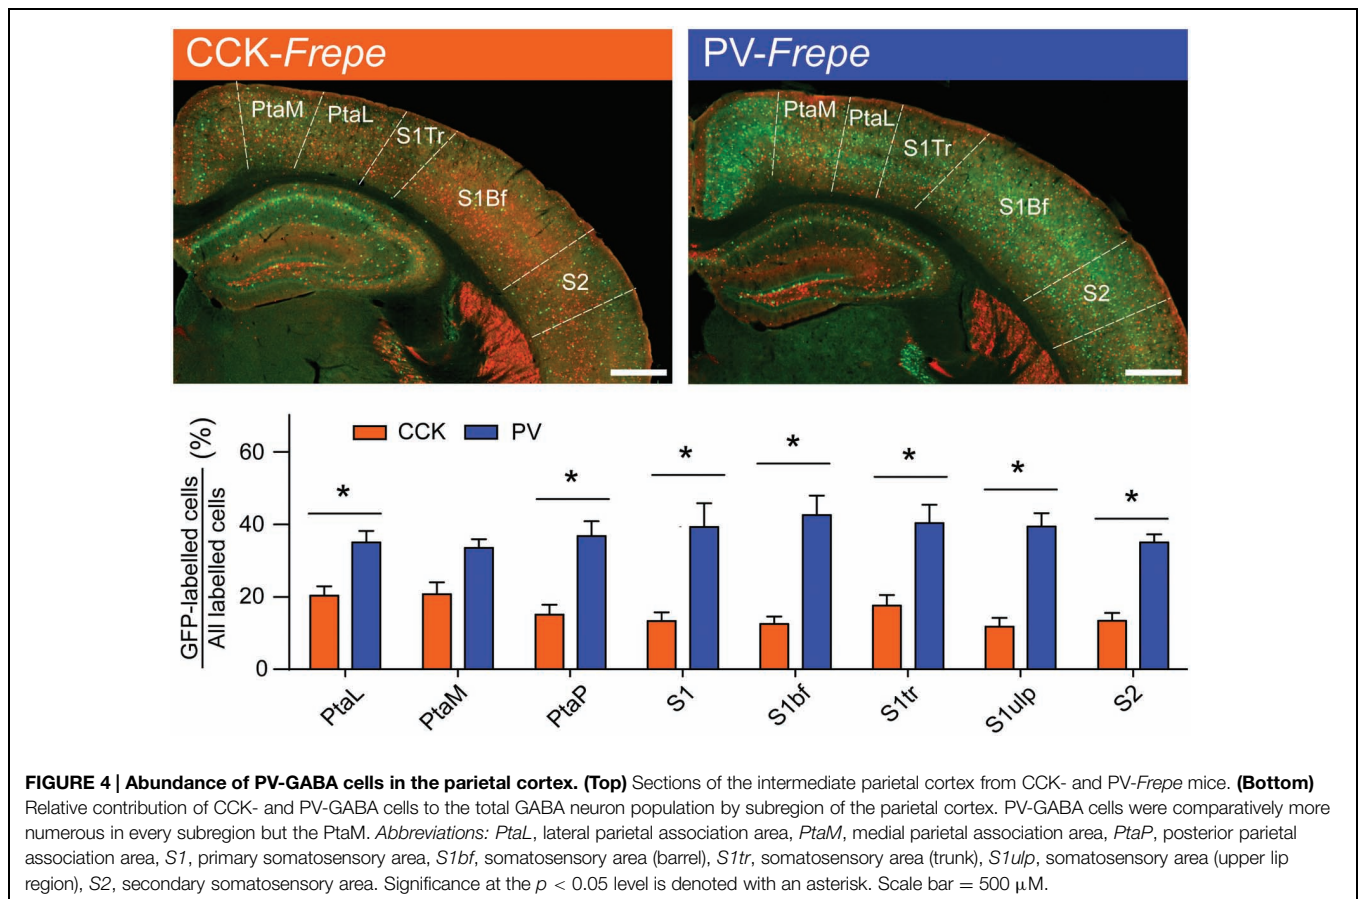 CCK-Frepe
PV-Frepe
PtaM
PtaL
S1Tr
S1Bf
S2
PtaM
PtaL
S1Tr
S1Bf
S2
CCK PV
GFP-labelled cells
All labelled cells
(%)
60
40
20
0
* * * * * * *
PtaL PtaM PtaP S1 S1bf S1tr S1ulp S2
FIGURE 4 | Abundance of PV-GABA cells in the parietal cortex. (Top) Sections of the intermediate parietal cortex from CCK- and PV-Frepe mice. (Bottom)
Relative contribution of CCK- and PV-GABA cells to the total GABA neuron population by subregion of the parietal cortex. PV-GABA cells were comparatively more
numerous in every subregion but the PtaM. Abbreviations: PtaL, lateral parietal association area, PtaM, medial parietal association area, PtaP, posterior parietal
association area, S1, primary somatosensory area, S1bf, somatosensory area (barrel), S1tr, somatosensory area (trunk), S1ulp, somatosensory area (upper lip
region), S2, secondary somatosensory area. Significance at the p < 0.05 level is denoted with an asterisk. Scale bar = 500 μM.